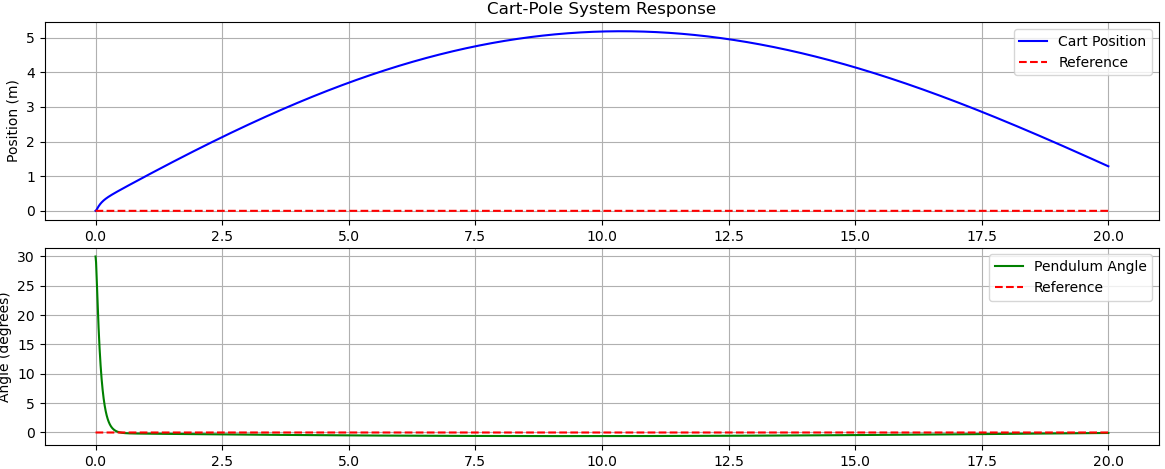 Cart-Pole System Response
Position (m)
5
4
3
2
1
0
Cart Position
Reference
0.0 2.5 5.0 7.5 10.0 12.5 15.0 17.5 20.0
Angle (degrees)
30
25
20
15
10
5
0
Pendulum Angle
Reference
0.0 2.5 5.0 7.5 10.0 12.5 15.0 17.5 20.0